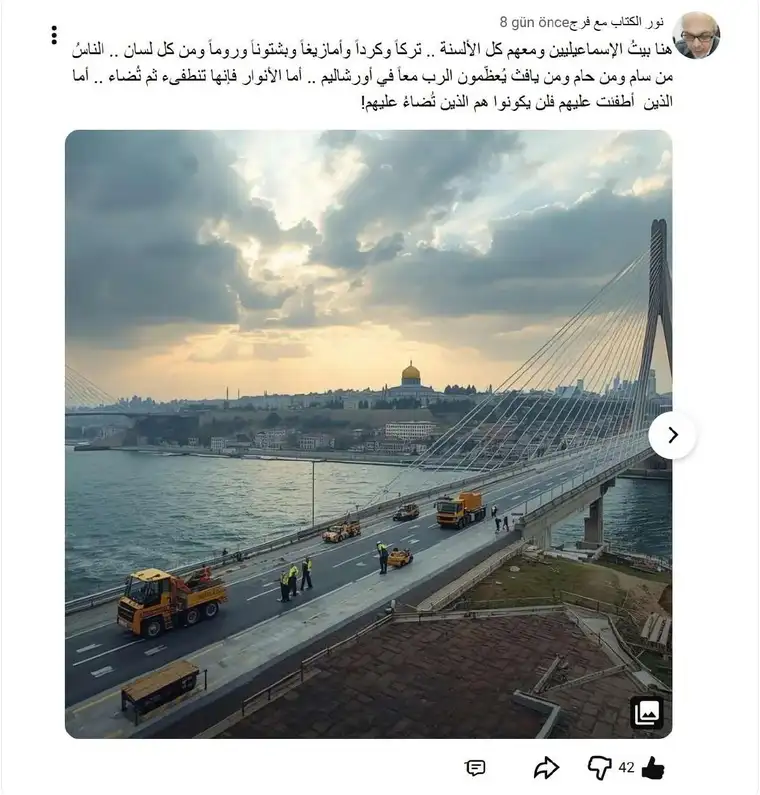 نور الكتاب مع فرج 8 gün önce
هنا بيتُ الإسماعيليين ومعهم كل الألسنة .. تركاً وكرداً وأمازيغاً وبشتوناً وروماً ومن كل لسان .. الناسُ
من سام ومن حام ومن يافث يُعظّمون الرب معاً في أورشاليم .. أما الأنوار فإنها تنطفىء ثم تُضاء .. أما
الذين أطفئت عليهم فلن يكونوا هم الذين تُضاءُ عليهم!
42